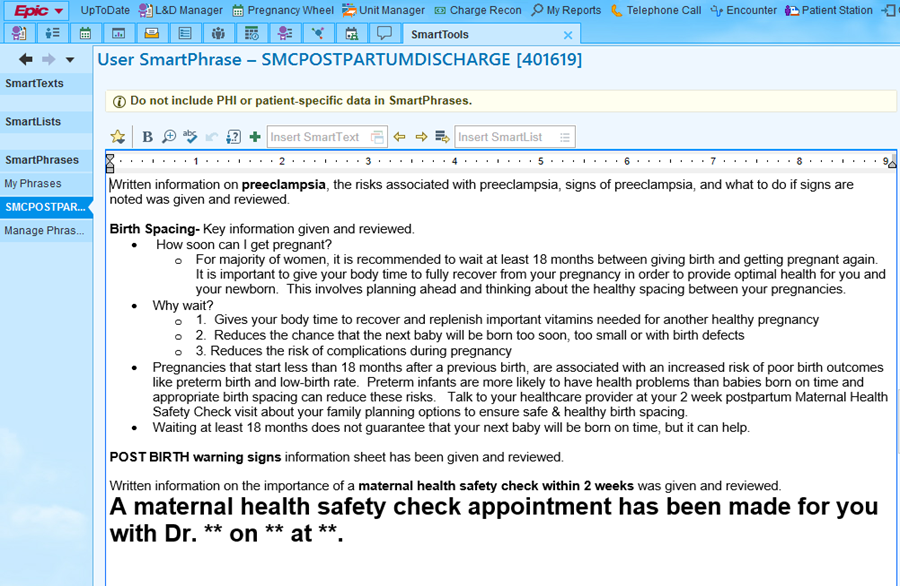 Epic UpToDate L&D Manager Pregnancy Wheel Unit Manager Charge Recon My Reports Telephone Call Encounter Patient Station
SmartTools ×
User SmartPhrase – SMCPOSTPARTUMDISCHARGE [401619]
SmartTexts
SmartLists
SmartPhrases
My Phrases
SMCPOSTPAR...
Manage Phras...
Do not include PHI or patient-specific data in SmartPhrases.
B abc Insert SmartText Insert SmartList
1 2 3 4 5 6 7 8 9
Written information on preeclampsia, the risks associated with preeclampsia, signs of preeclampsia, and what to do if signs are
noted was given and reviewed.
Birth Spacing- Key information given and reviewed.
• How soon can I get pregnant?
o For majority of women, it is recommended to wait at least 18 months between giving birth and getting pregnant again.
It is important to give your body time to fully recover from your pregnancy in order to provide optimal health for you and
your newborn. This involves planning ahead and thinking about the healthy spacing between your pregnancies.
• Why wait?
o 1. Gives your body time to recover and replenish important vitamins needed for another healthy pregnancy
o 2. Reduces the chance that the next baby will be born too soon, too small or with birth defects
o 3. Reduces the risk of complications during pregnancy
• Pregnancies that start less than 18 months after a previous birth, are associated with an increased risk of poor birth outcomes
like preterm birth and low-birth rate. Preterm infants are more likely to have health problems than babies born on time and
appropriate birth spacing can reduce these risks. Talk to your healthcare provider at your 2 week postpartum Maternal Health
Safety Check visit about your family planning options to ensure safe & healthy birth spacing.
• Waiting at least 18 months does not guarantee that your next baby will be born on time, but it can help.
POST BIRTH warning signs information sheet has been given and reviewed.
Written information on the importance of a maternal health safety check within 2 weeks was given and reviewed.
A maternal health safety check appointment has been made for you
with Dr. ** on ** at **.